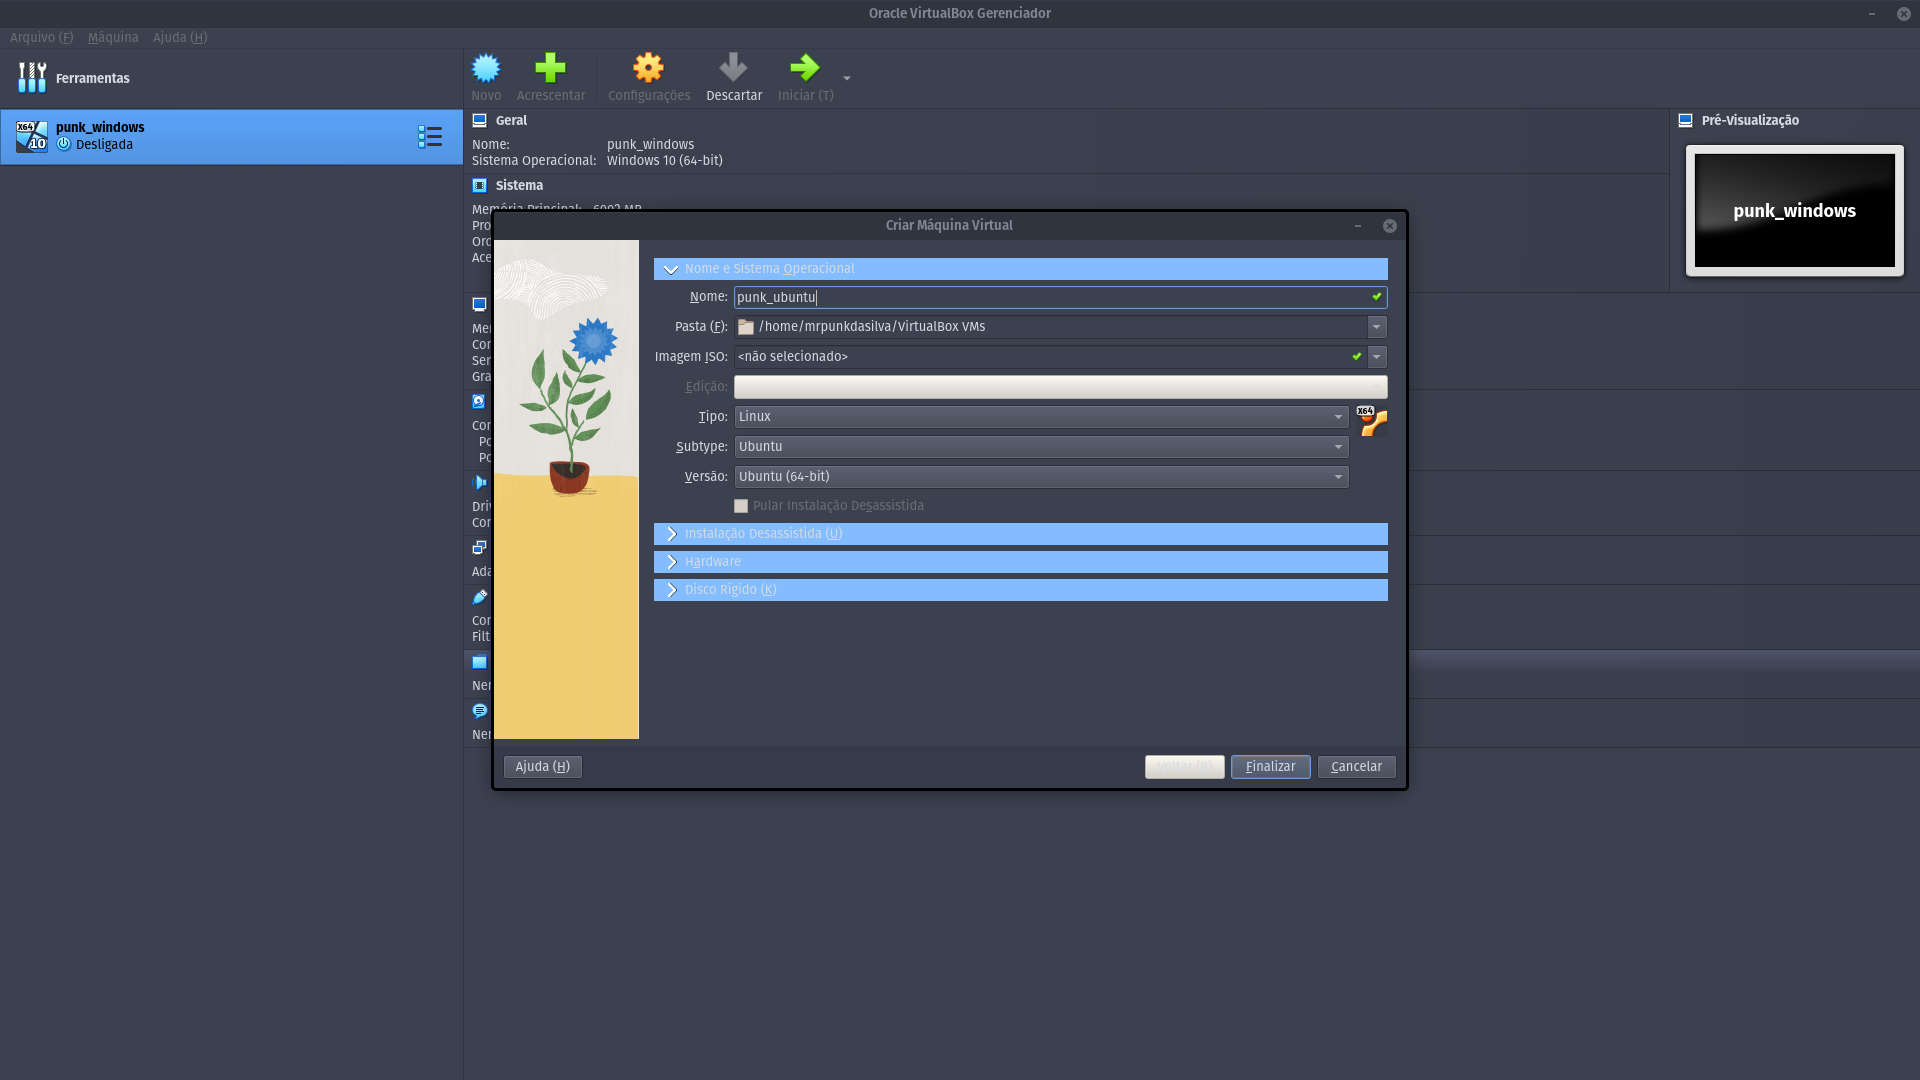 Oracle VirtualBox Gerenciador
Arquivo (F) Máquina Ajuda (H)
Ferramentas
Novo Acrescentar Configurações Descartar Iniciar (T)
X64
10
punk_windows
Desligada
Geral
Nome: punk_windows
Sistema Operacional: Windows 10 (64-bit)
Pré-Visualização
punk_windows
Sistema
Memória Principal: 6002 MB
Pro
Ord
Ace
Mer
Cor
Ser
Gra
Cor
Po
Po
Driv
Cor
Ada
Cor
Filt
Ner
Ner
Criar Máquina Virtual
Nome e Sistema Operacional
Nome: punk_ubuntu
Pasta (F): /home/mrpunkdasilva/VirtualBox VMs
Imagem ISO: <não selecionado>
Edição:
Tipo: Linux
X64
Subtype: Ubuntu
Versão: Ubuntu (64-bit)
Pular Instalação Desassistida
Instalação Desassistida (U)
Hardware
Disco Rígido (K)
Ajuda (H) Voltar (B) Finalizar Cancelar